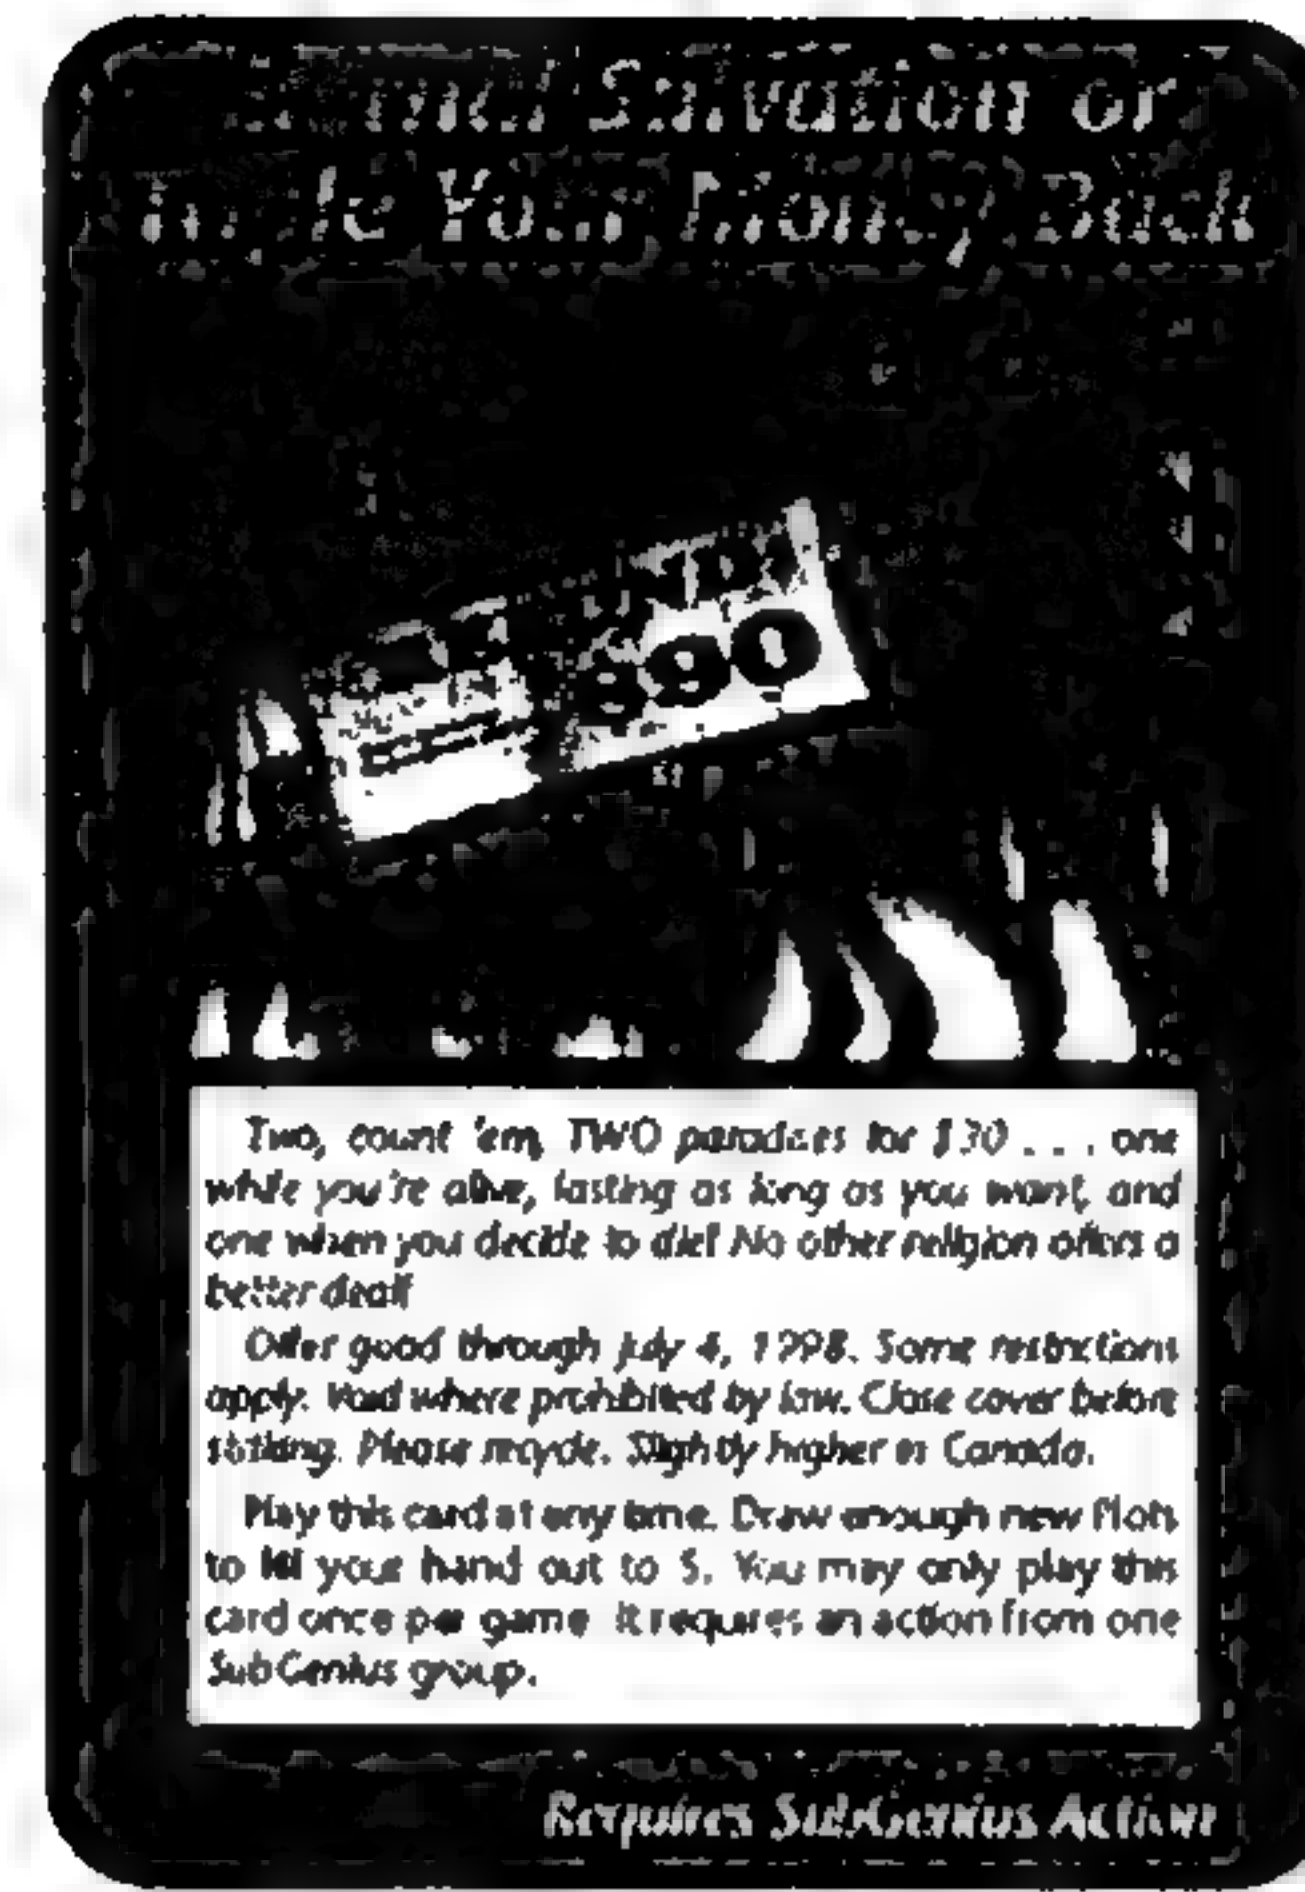 Eternal Salvation or
Triple Your Money Back
$90
Two, count 'em, TWO paradises for $30 . . . one
while you're alive, lasting as long as you want, and
one when you decide to die! No other religion offers a
better deal!
Offer good through July 4, 1998. Some restrictions
apply. Void where prohibited by law. Close cover before
striking. Please recycle. Slightly higher in Canada.
Play this card at any time. Draw enough new Plots
to fill your hand out to 5. You may only play this
card once per game. It requires an action from one
SubGenius group.
Requires SubGenius Action